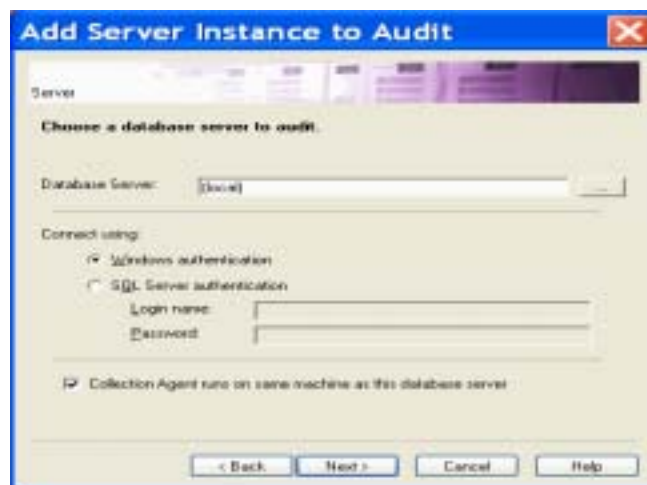 Add Server Instance to Audit
Server
Choose a database server to audit.
Database Server: (local) ...
Connect using:
Windows authentication
SQL Server authentication
Login name:
Password:
Collection Agent runs on same machine as this database server
< Back Next > Cancel Help